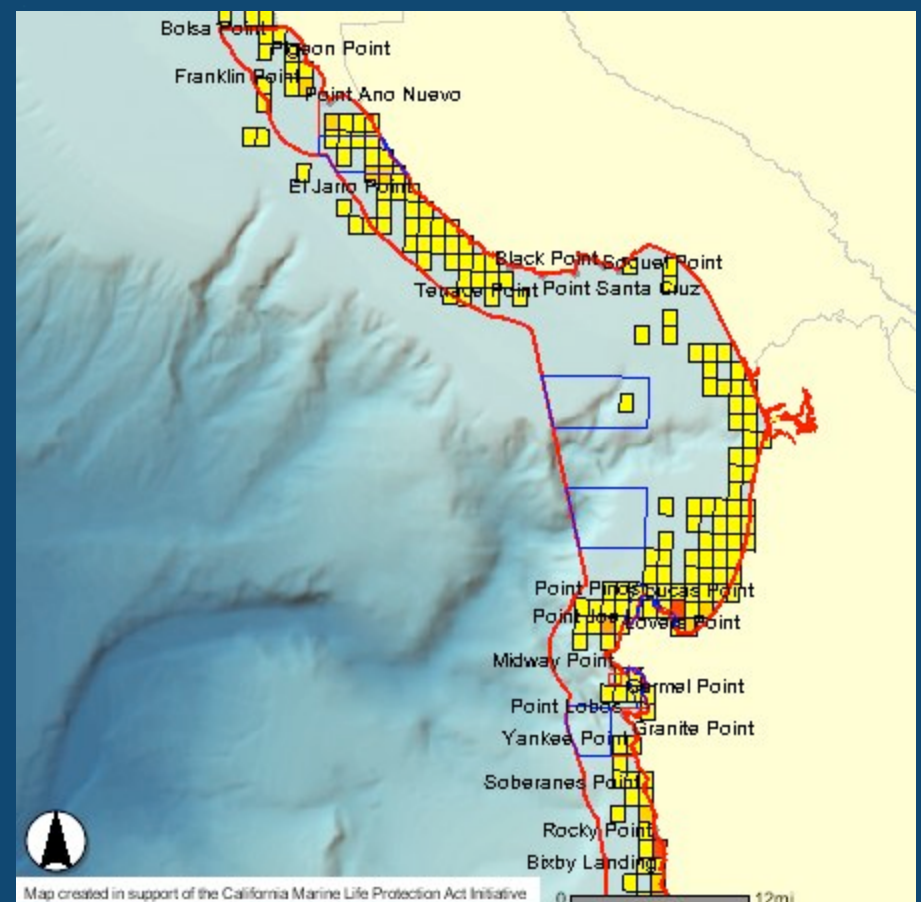 Bolsa Point
Pigeon Point
Franklin Point
Point Ano Nuevo
El Jarro Point
Black Point
Soquel Point
Terrace Point
Point Santa Cruz
Point Pinos
Lucas Point
Point Joe
Lovers Point
Midway Point
Carmel Point
Point Lobos
Granite Point
Yankee Point
Soberanes Point
Rocky Point
Bixby Landing
Map created in support of the California Marine Life Protection Act Initiative
0 12mi